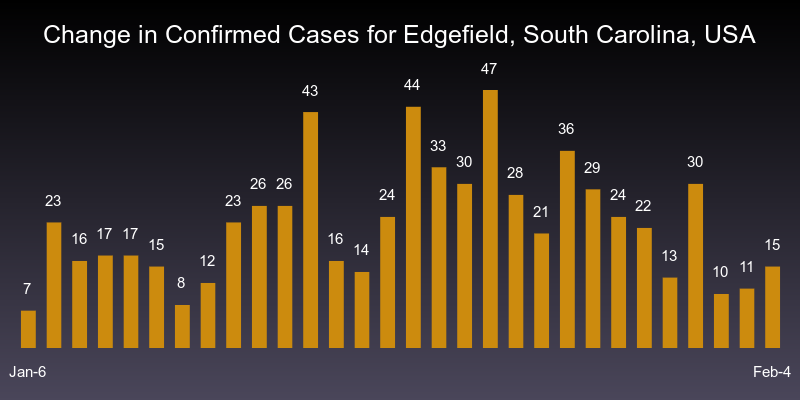 Change in Confirmed Cases for Edgefield, South Carolina, USA
7 23 16 17 17 15 8 12 23 26 26 43 16 14 24 44 33 30 47 28 21 36 29 24 22 13 30 10 11 15
Jan-6 Feb-4